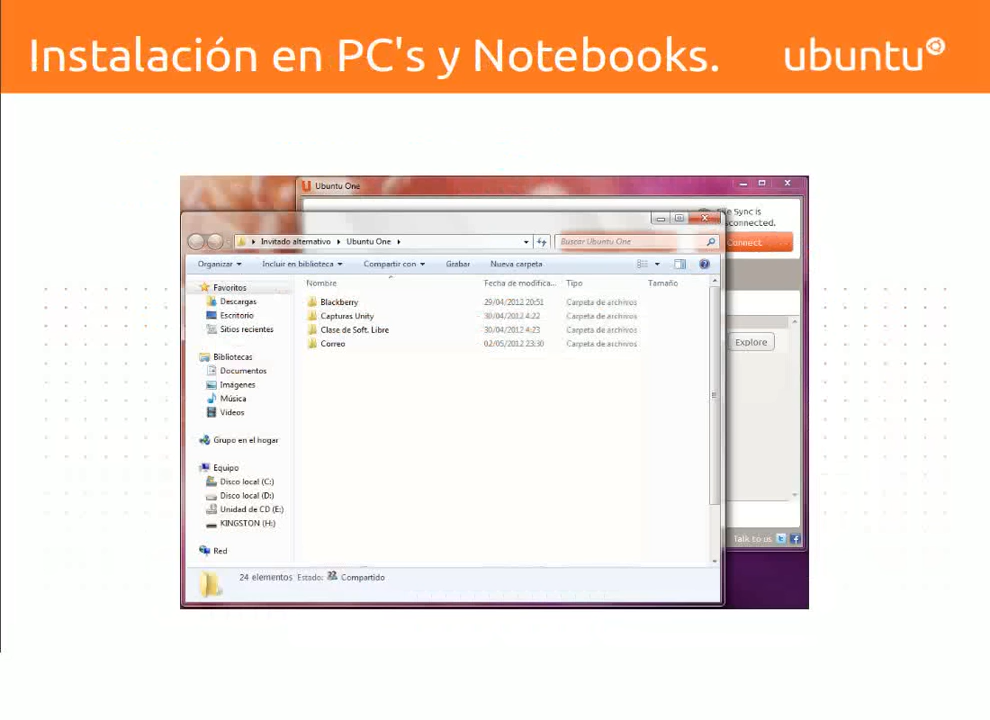 Instalación en PC's y Notebooks.
ubuntu
Ubuntu One
File Sync is
connected.
Invitado alternativo Ubuntu One
Buscar Ubuntu One
Connect
Organizar Incluir en biblioteca Compartir con Grabar Nueva carpeta
Nombre Fecha de modifica... Tipo Tamaño
Favoritos
Descargas
Escritorio
Sitios recientes
Bibliotecas
Documentos
Imágenes
Música
Videos
Grupo en el hogar
Equipo
Disco local (C:)
Disco local (D:)
Unidad de CD (E:)
KINGSTON (H:)
Red
Blackberry 29/04/2012 20:51 Carpeta de archivos
Capturas Unity 30/04/2012 4:22 Carpeta de archivos
Clase de Soft. Libre 30/04/2012 4:23 Carpeta de archivos
Correo 02/05/2012 23:30 Carpeta de archivos
Explore
Talk to us
24 elementos Estado: Compartido